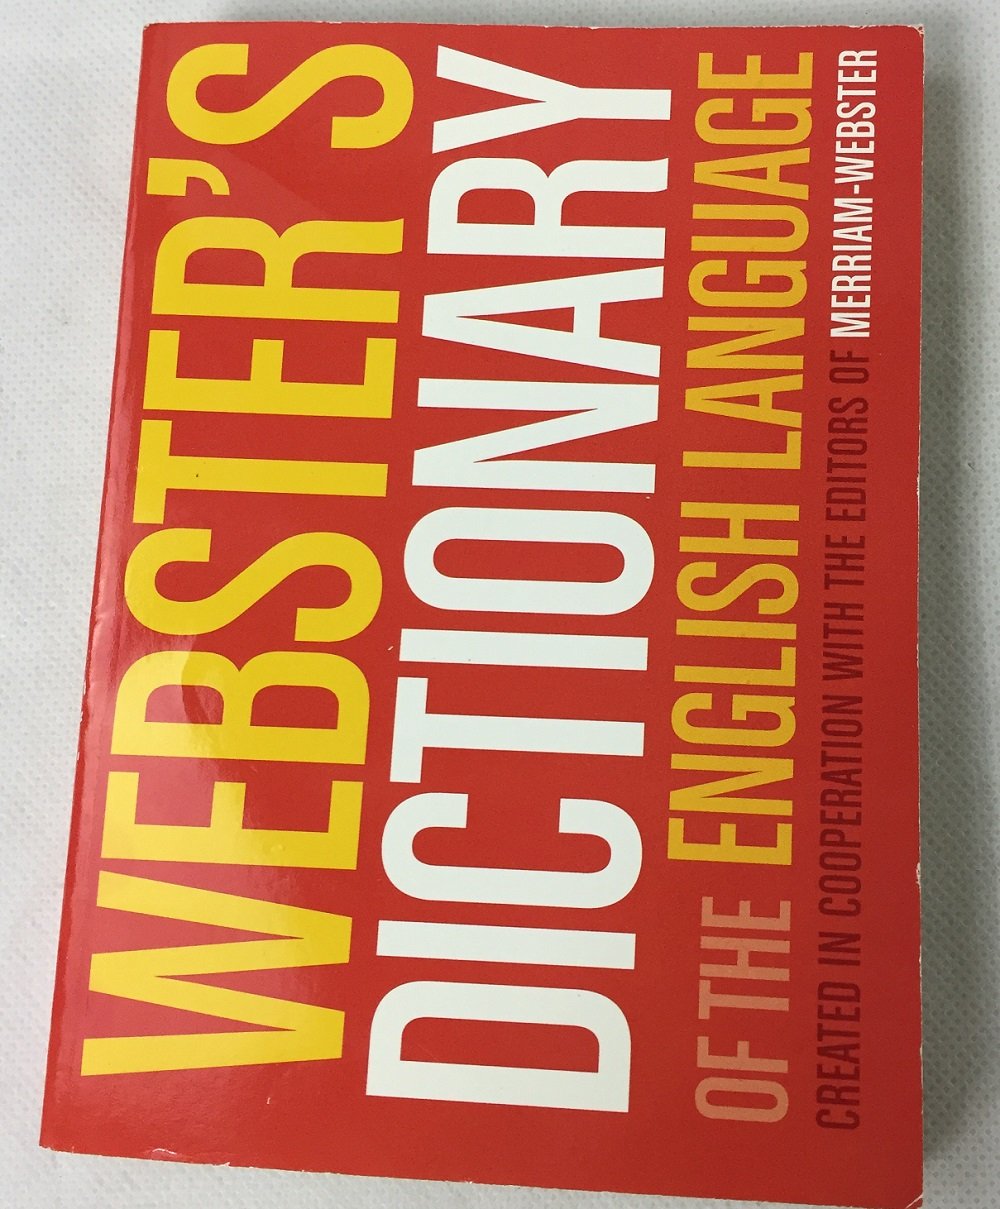 WEBSTER'S
DICTIONARY
OF THE ENGLISH LANGUAGE
CREATED IN COOPERATION WITH THE EDITORS OF MERRIAM-WEBSTER